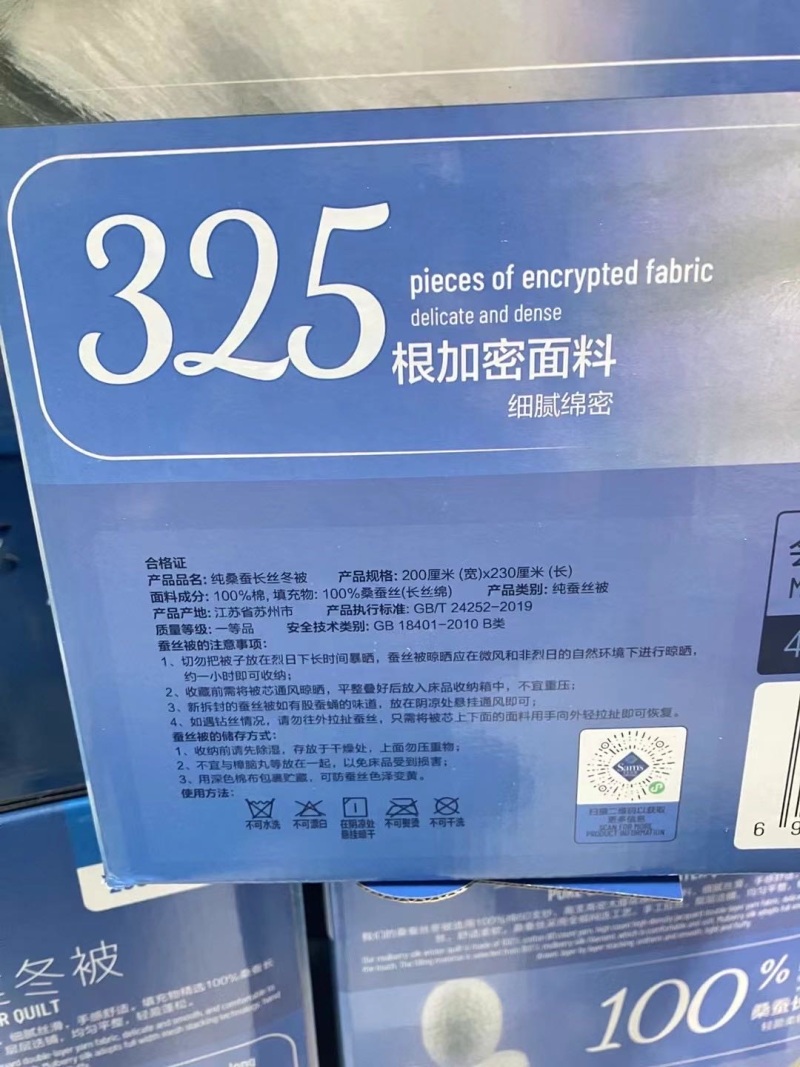 325
pieces of encrypted fabric
delicate and dense
根加密面料
细腻绵密
合格证
产品品名: 纯桑蚕长丝冬被 产品规格: 200厘米 (宽)x230厘米 (长)
面料成分: 100%棉, 填充物: 100%桑蚕丝(长丝绵) 产品类别: 纯蚕丝被
产品产地: 江苏省苏州市 产品执行标准: GB/T 24252-2019
质量等级: 一等品 安全技术类别: GB 18401-2010 B类
蚕丝被的注意事项:
1、切勿把被子放在烈日下长时间暴晒，蚕丝被晾晒应在微风和非烈日的自然环境下进行晾晒，
约一小时即可收纳；
2、收藏前需将被芯通风晾晒，平整叠好后放入床品收纳箱中，不宜重压；
3、新拆封的蚕丝被如有股蚕蛹的味道，放在阴凉处悬挂通风即可；
4、如遇钻丝情况，请勿往外拉扯蚕丝，只需将被芯上下面的面料用手向外轻拉扯即可恢复。
蚕丝被的储存方式:
1、收纳前请先除湿，存放于干燥处，上面勿压重物；
2、不宜与樟脑丸等放在一起，以免床品受到损害；
3、用深色棉布包裹贮藏，可防蚕丝色泽变黄。
使用方法:
不可水洗 不可漂白 在阴凉处 不可熨烫 不可干洗
悬挂晾干
Sams
扫描二维码以获取
更多信息
SCAN FOR MORE
PRODUCT INFORMATION
4
6 9
冬被
R QUILT
100%